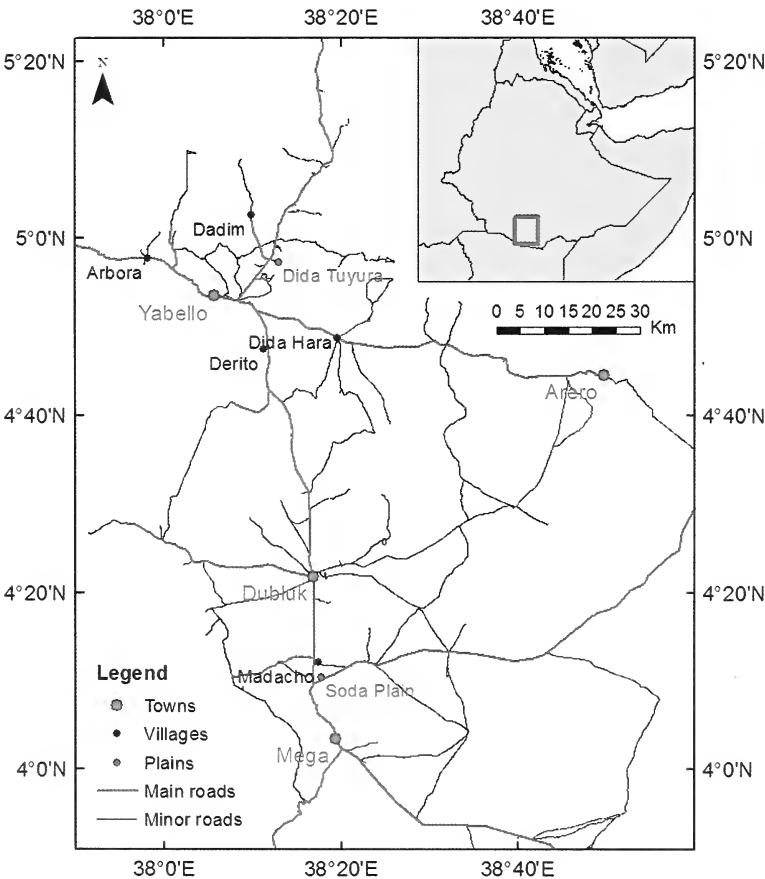 38°0'E 38°20'E 38°40'E
5°20'N 5°20'N
N
Dadim
5°0'N 5°0'N
Arbora
Dida Tuyura
Yabello
0 5 10 15 20 25 30
Km
Dida Hara
Derito
Arero
4°40'N 4°40'N
Dubluk
4°20'N 4°20'N
Legend
Madacho
Soda Plain
Towns
Villages
Mega
Plains
4°0'N 4°0'N
Main roads
Minor roads
38°0'E 38°20'E 38°40'E